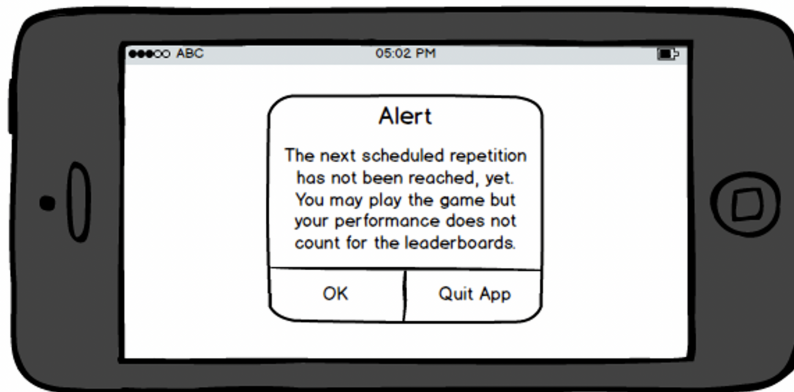 ABC 05:02 PM
Alert
The next scheduled repetition
has not been reached, yet.
You may play the game but
your performance does not
count for the leaderboards.
OK Quit App